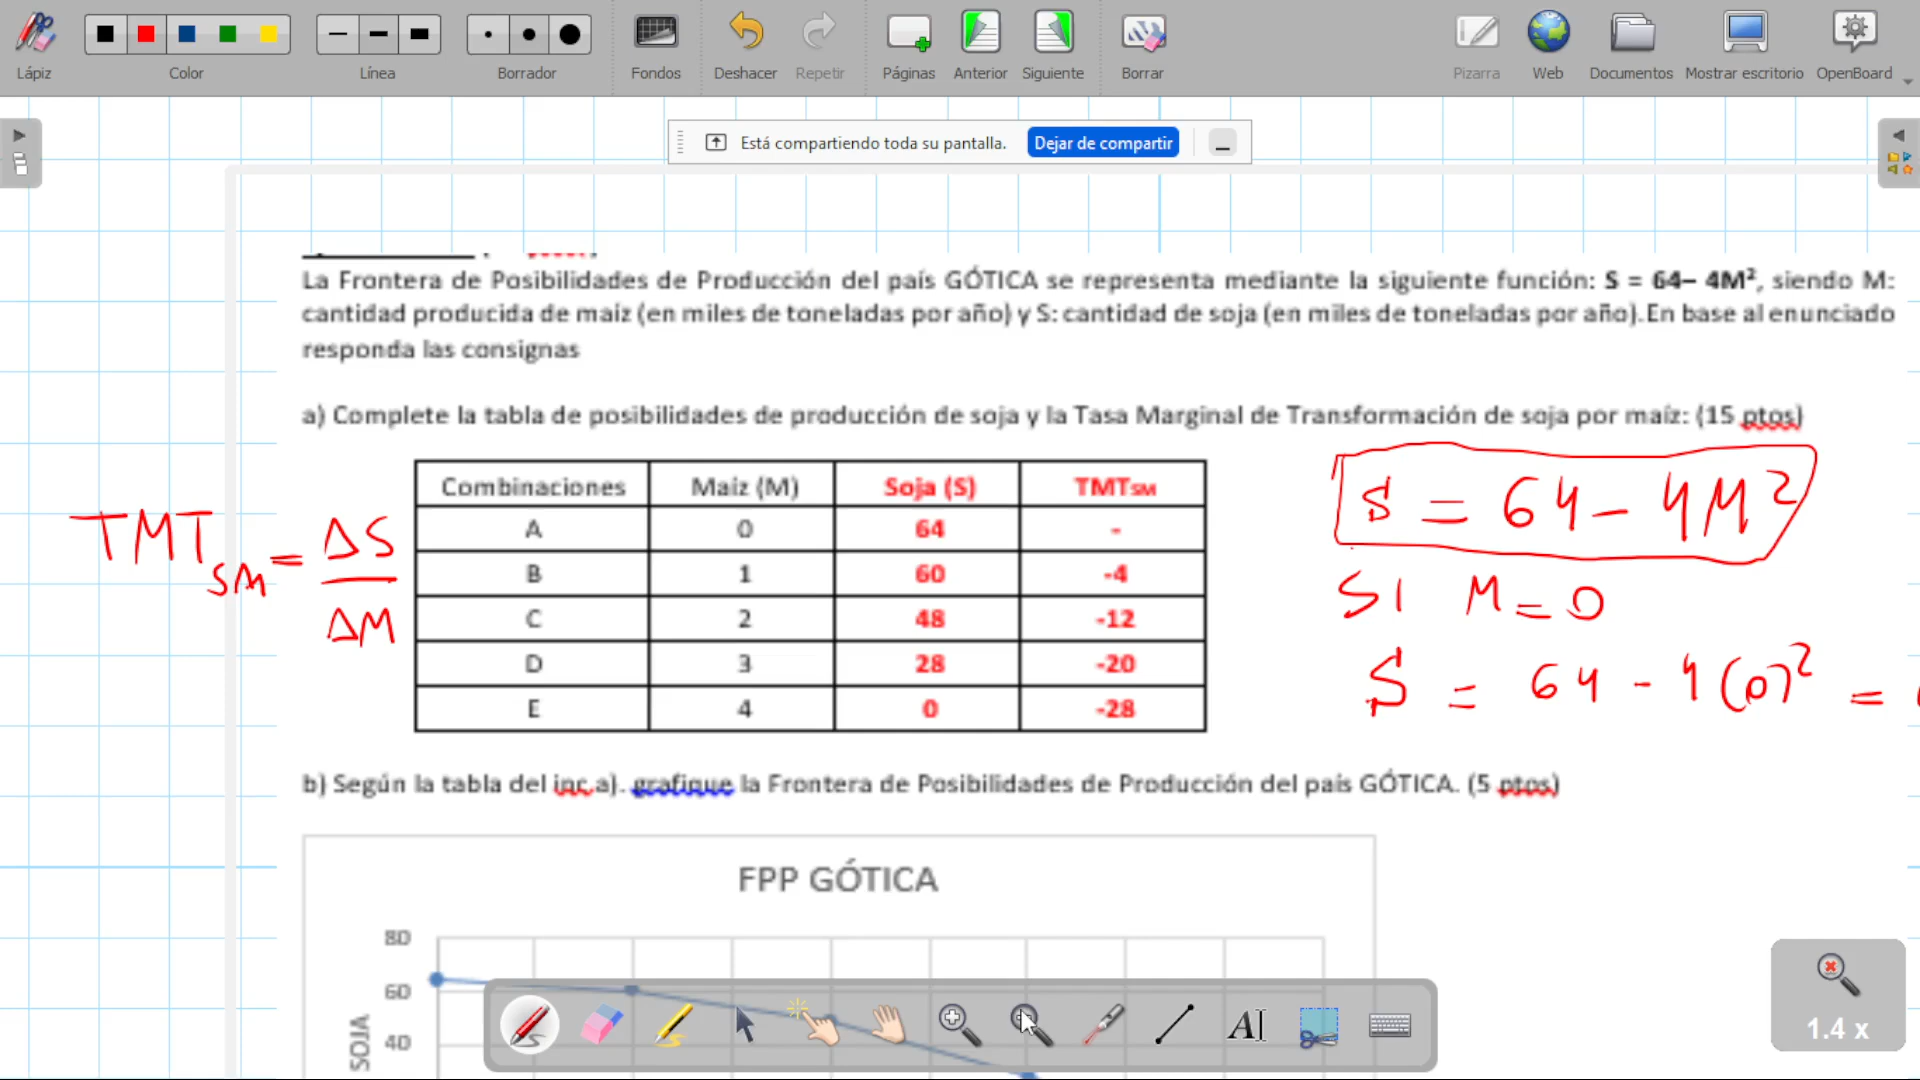 Lápiz
Color
Línea
Borrador
Fondos
Deshacer
Repetir
Páginas
Anterior
Siguiente
Borrar
Pizarra
Web
Documentos
Mostrar escritorio
OpenBoard
Está compartiendo toda su pantalla.
Dejar de compartir
La Frontera de Posibilidades de Producción del país GÓTICA se representa mediante la siguiente función: S = 64– 4M², siendo M:
cantidad producida de maíz (en miles de toneladas por año) y S: cantidad de soja (en miles de toneladas por año). En base al enunciado
responda las consignas
a) Complete la tabla de posibilidades de producción de soja y la Tasa Marginal de Transformación de soja por maíz: (15 ptos)
Combinaciones Maíz (M) Soja (S) TMTSM
A 0 64 -
B 1 60 -4
C 2 48 -12
D 3 28 -20
E 4 0 -28
TMT SM = ΔS
ΔM
S = 64 - 4M²
SI M = 0
S = 64 - 4(0)² =
b) Según la tabla del inc a). grafique la Frontera de Posibilidades de Producción del país GÓTICA. (5 ptos)
FPP GÓTICA
80
60
40
SOJA
AI
1.4 x